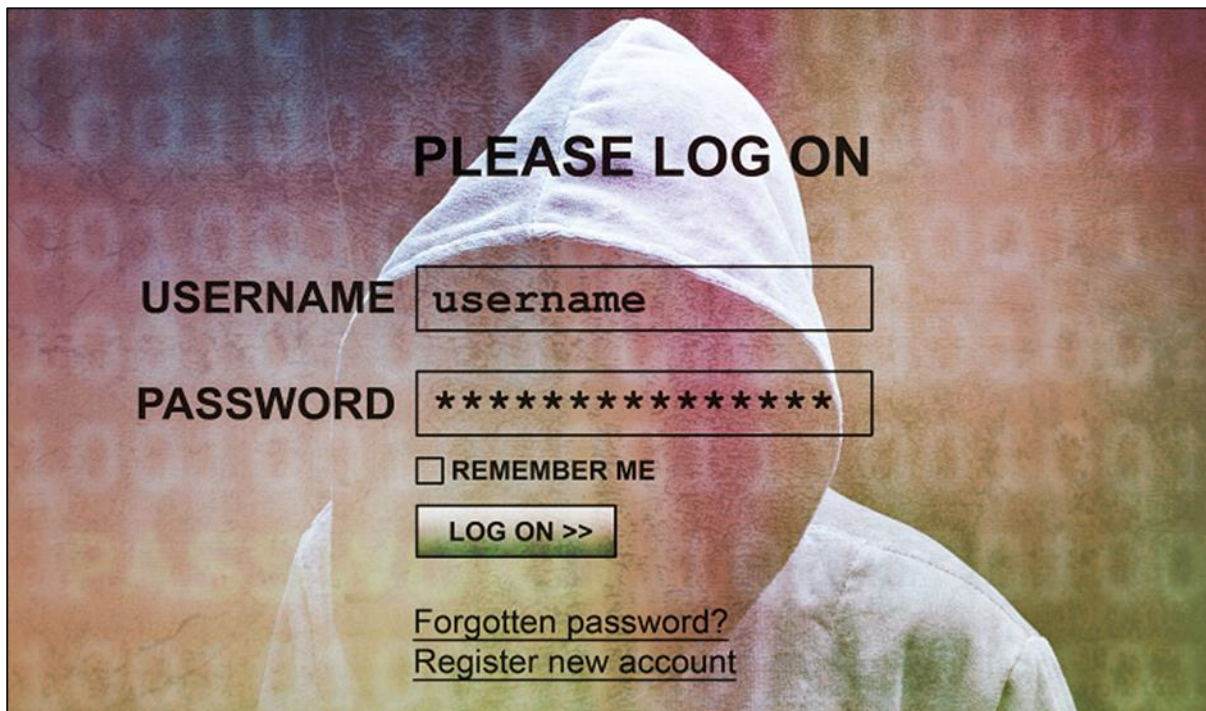 PLEASE LOG ON
USERNAME username
PASSWORD ***************
REMEMBER ME
LOG ON >>
Forgotten password?
Register new account